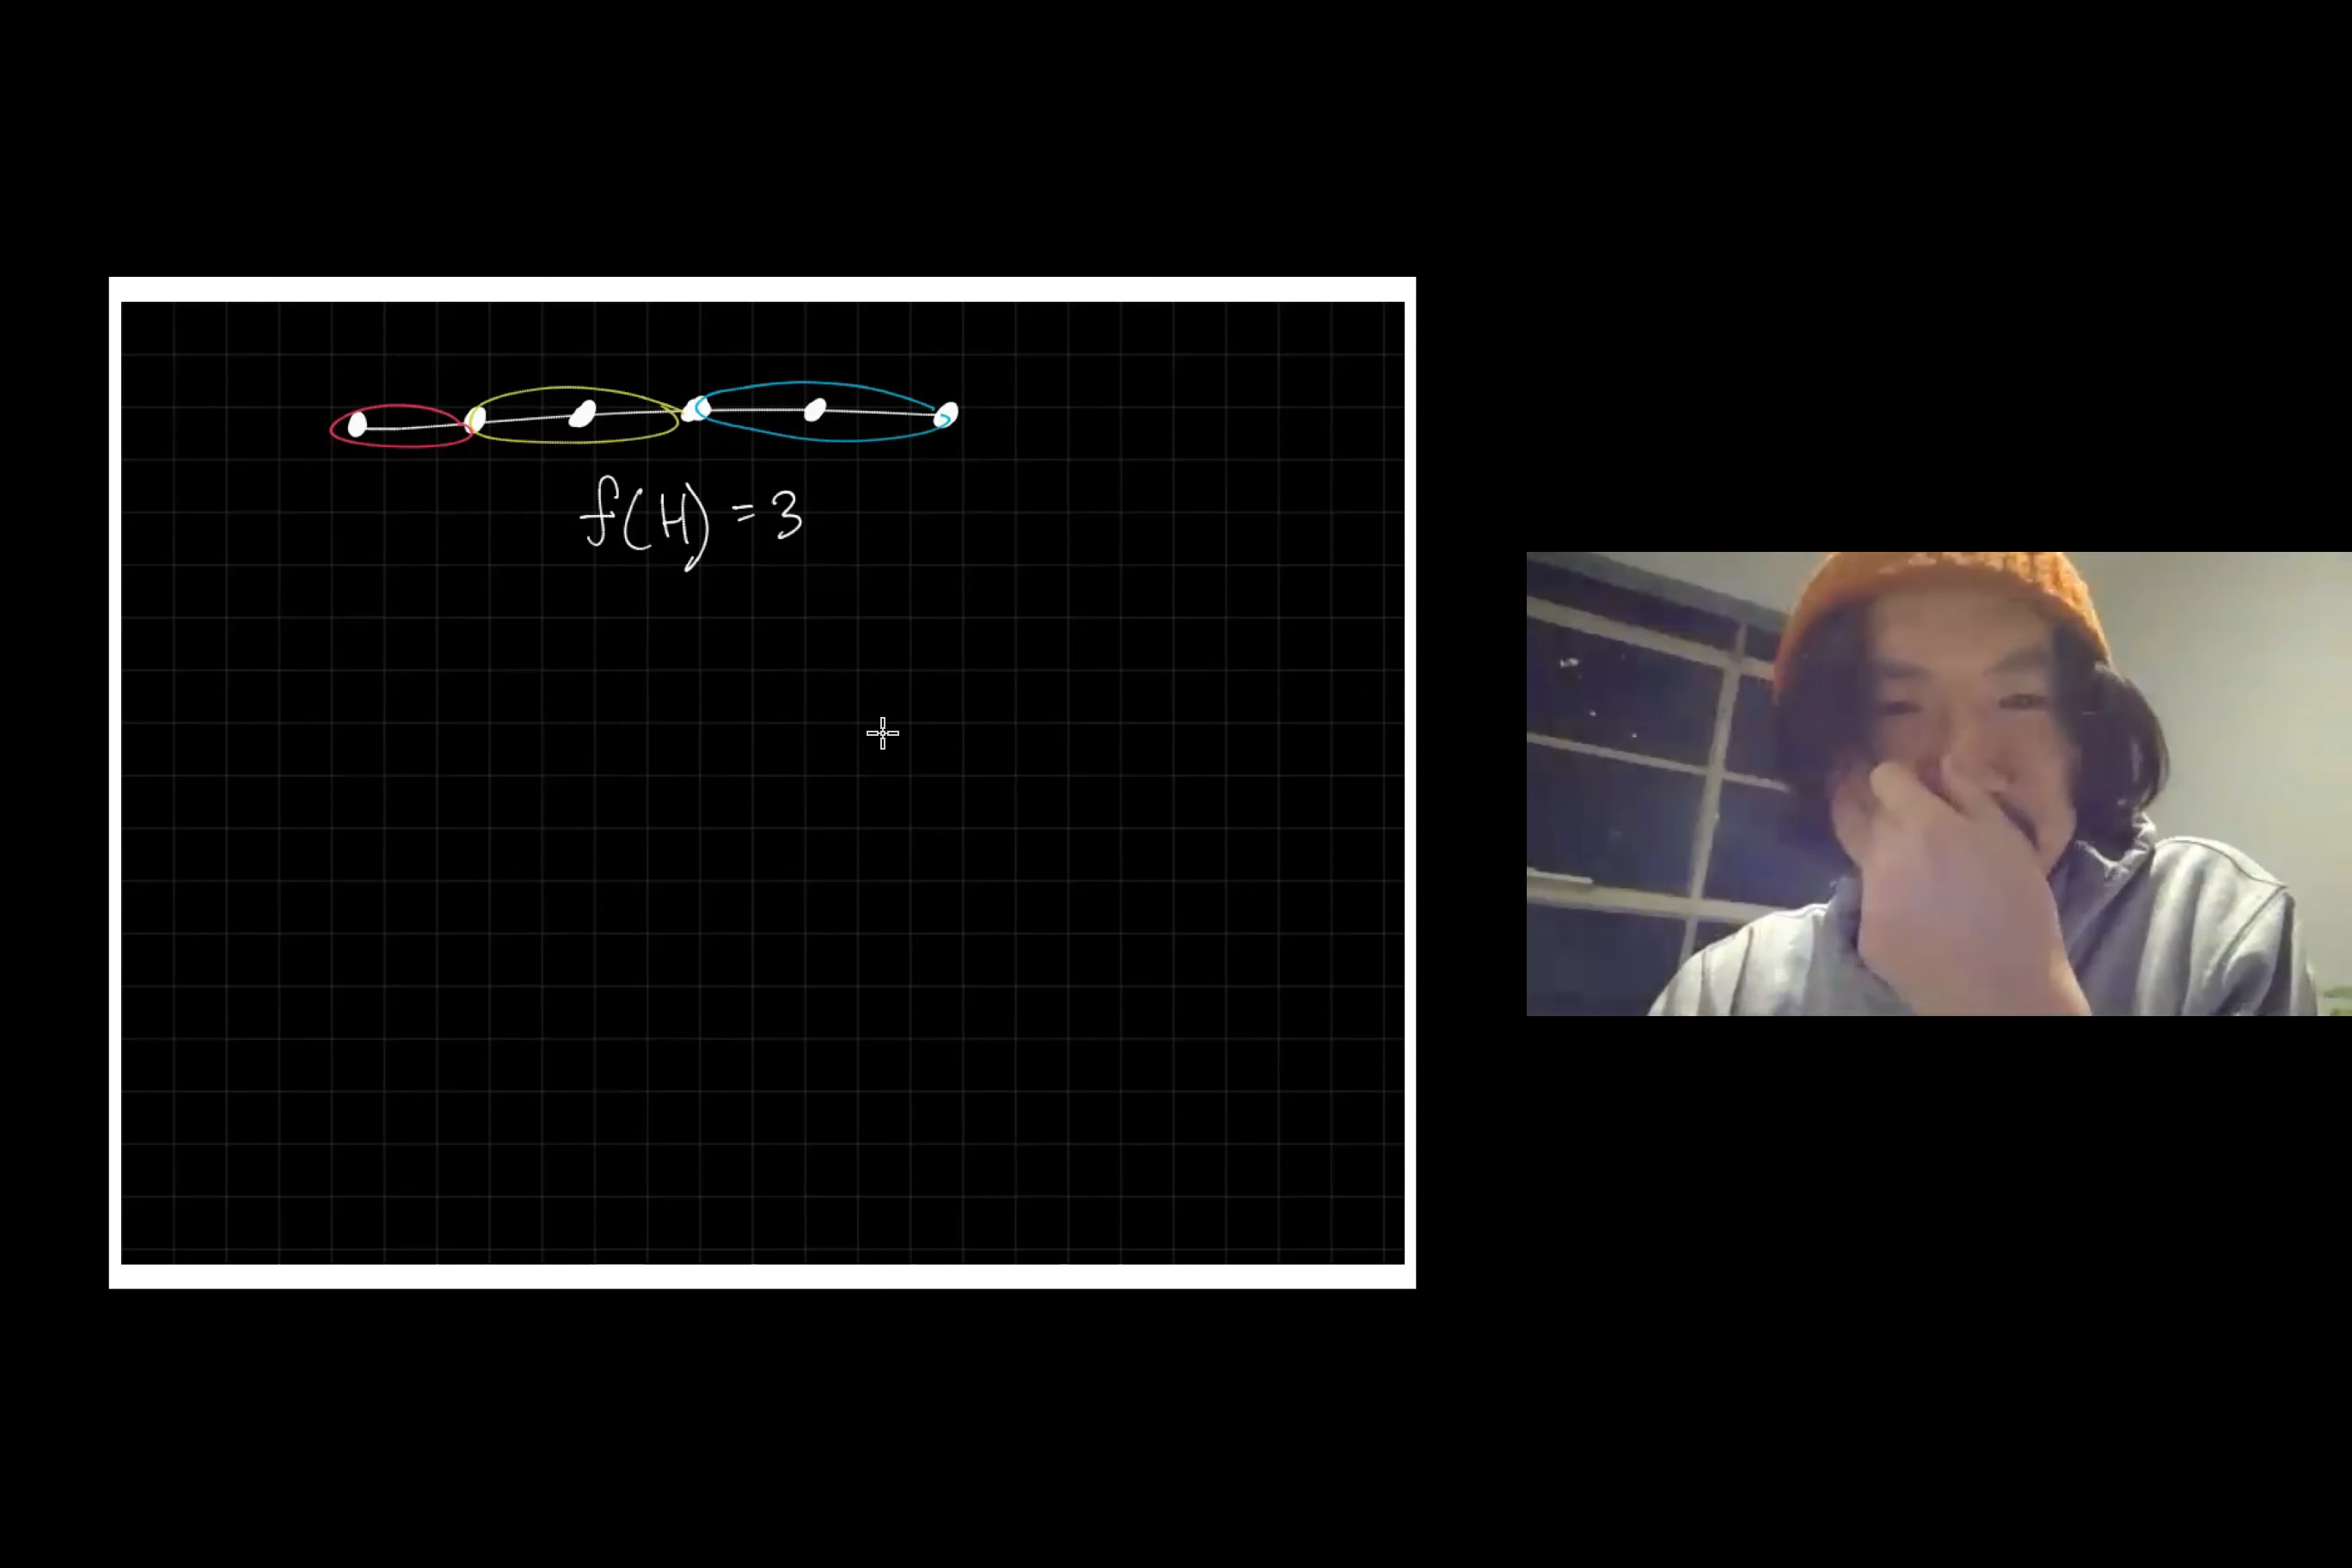 f(H) = 3